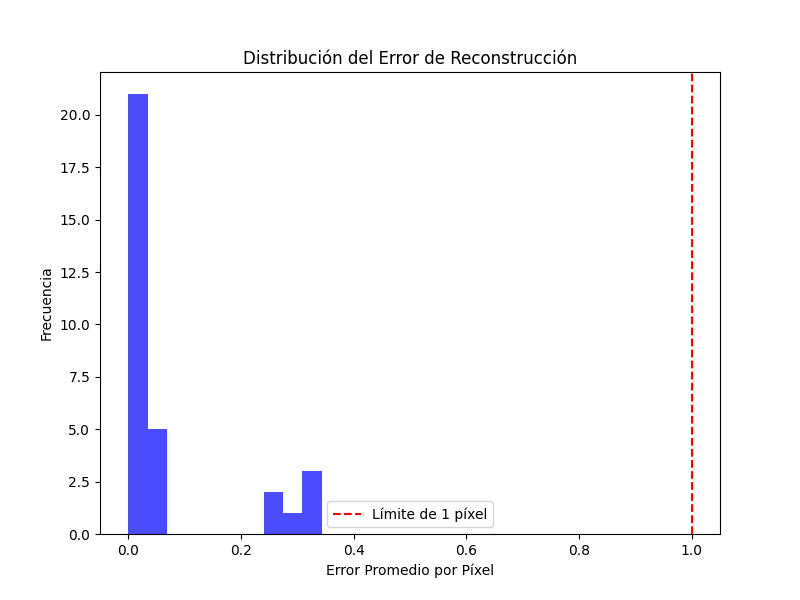 Distribución del Error de Reconstrucción
Frecuencia
20.0
17.5
15.0
12.5
10.0
7.5
5.0
2.5
0.0
Límite de 1 píxel
0.0 0.2 0.4 0.6 0.8 1.0
Error Promedio por Píxel